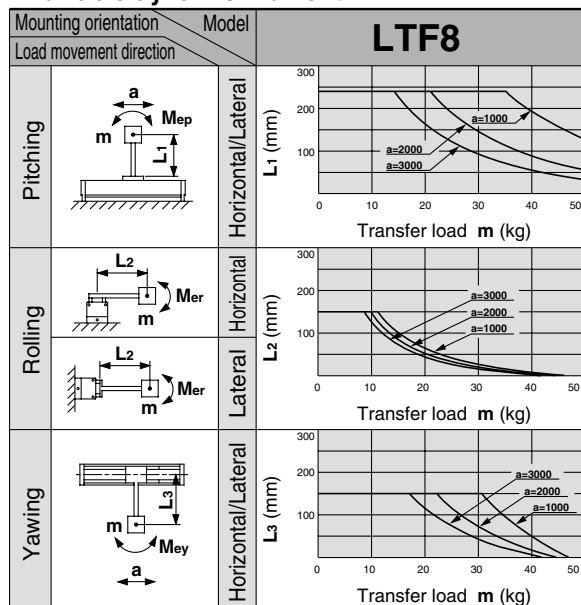 Mounting orientation Model
Load movement direction
LTF8
Pitching
a
Mep
m
L1
Horizontal/Lateral
L1 (mm)
300
200
100
a=1000
a=2000
a=3000
0 10 20 30 40 50
Transfer load m (kg)
Rolling
L2
Mer
m
Horizontal
L2
Mer
m
Lateral
L2 (mm)
300
200
100
a=3000
a=2000
a=1000
0 10 20 30 40 50
Transfer load m (kg)
Yawing
L3
m
Mey
a
Horizontal/Lateral
L3 (mm)
300
200
100
a=3000
a=2000
a=1000
0 10 20 30 40 50
Transfer load m (kg)